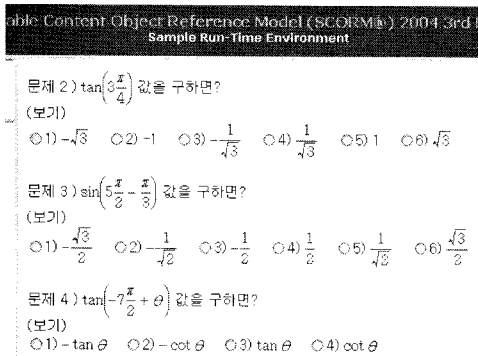 able Content Object Reference Model (SCORM®) 2004 3rd
Sample Run-Time Environment
문제 2 ) tan(3π/4) 값을 구하면?
(보기)
○1) -√3 ○2) -1 ○3) -1/√3 ○4) 1/√3 ○5) 1 ○6) √3
문제 3 ) sin(5π/2 - π/3) 값을 구하면?
(보기)
○1) -√3/2 ○2) -1/√2 ○3) -1/2 ○4) 1/2 ○5) 1/√2 ○6) √3/2
문제 4 ) tan(-7π/2 + θ) 값을 구하면?
(보기)
○1) - tan θ ○2) - cot θ ○3) tan θ ○4) cot θ